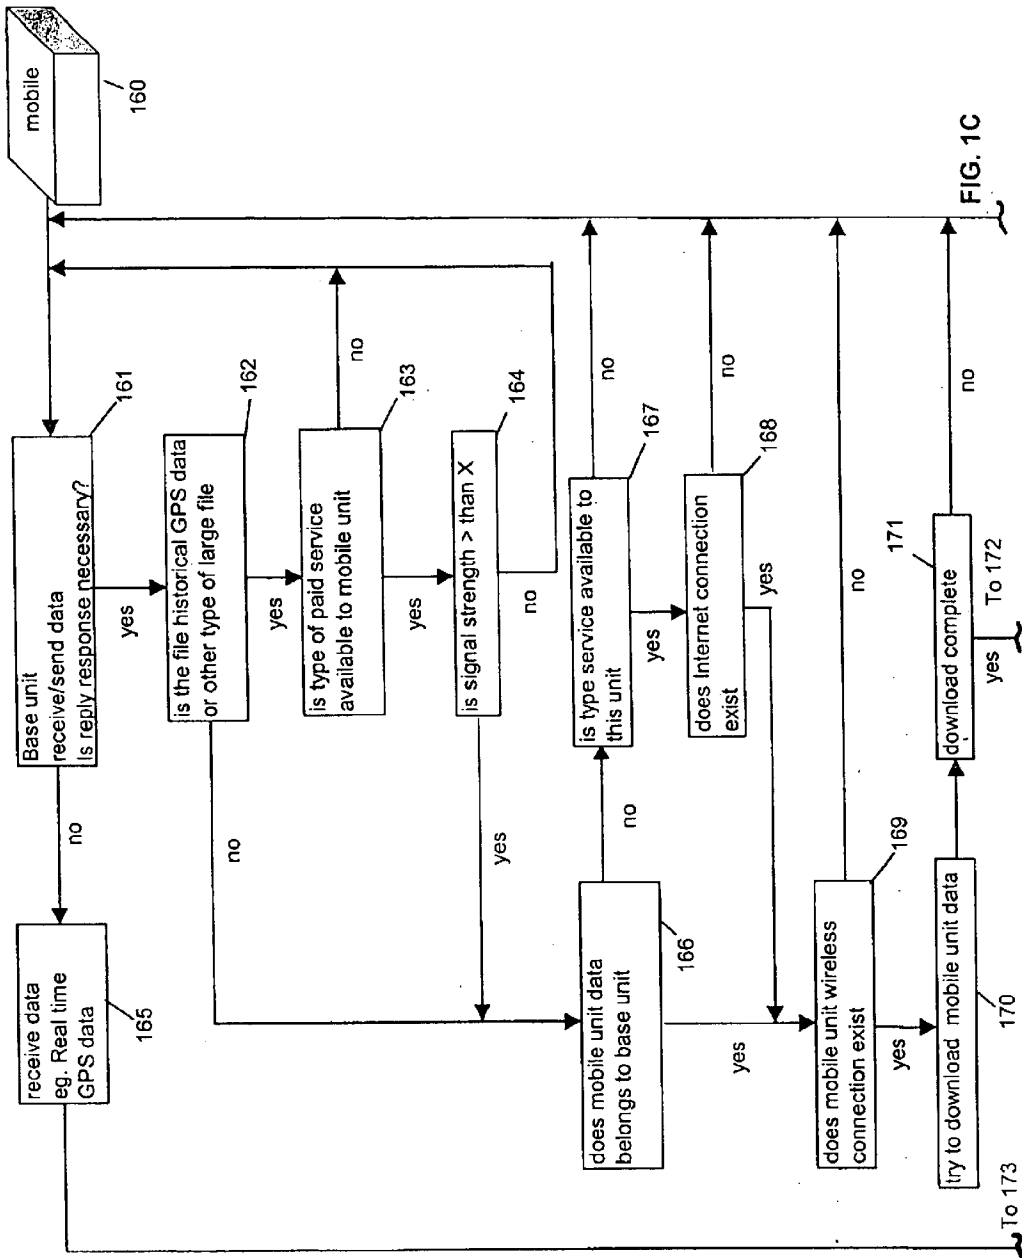 mobile
160
Base unit
receive/send data
Is reply response necessary?
161
no
yes
receive data
eg. Real time
GPS data
165
is the file historical GPS data
or other type of large file
162
no
yes
is type of paid service
available to mobile unit
163
no
yes
is signal strength > than X
164
yes
no
does mobile unit data
belongs to base unit
166
no
yes
is type service available to
this unit
167
no
yes
does Internet connection
exist
168
no
yes
does mobile unit wireless
connection exist
169
no
yes
try to download mobile unit data
170
download complete
171
no
yes
To 172
To 173
FIG. 1C